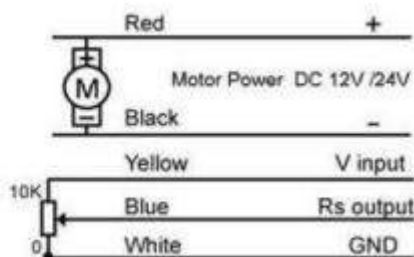 Red +
+
M
Motor Power DC 12V /24V
−
Black −
Yellow V input
10K
Blue Rs output
0
White GND